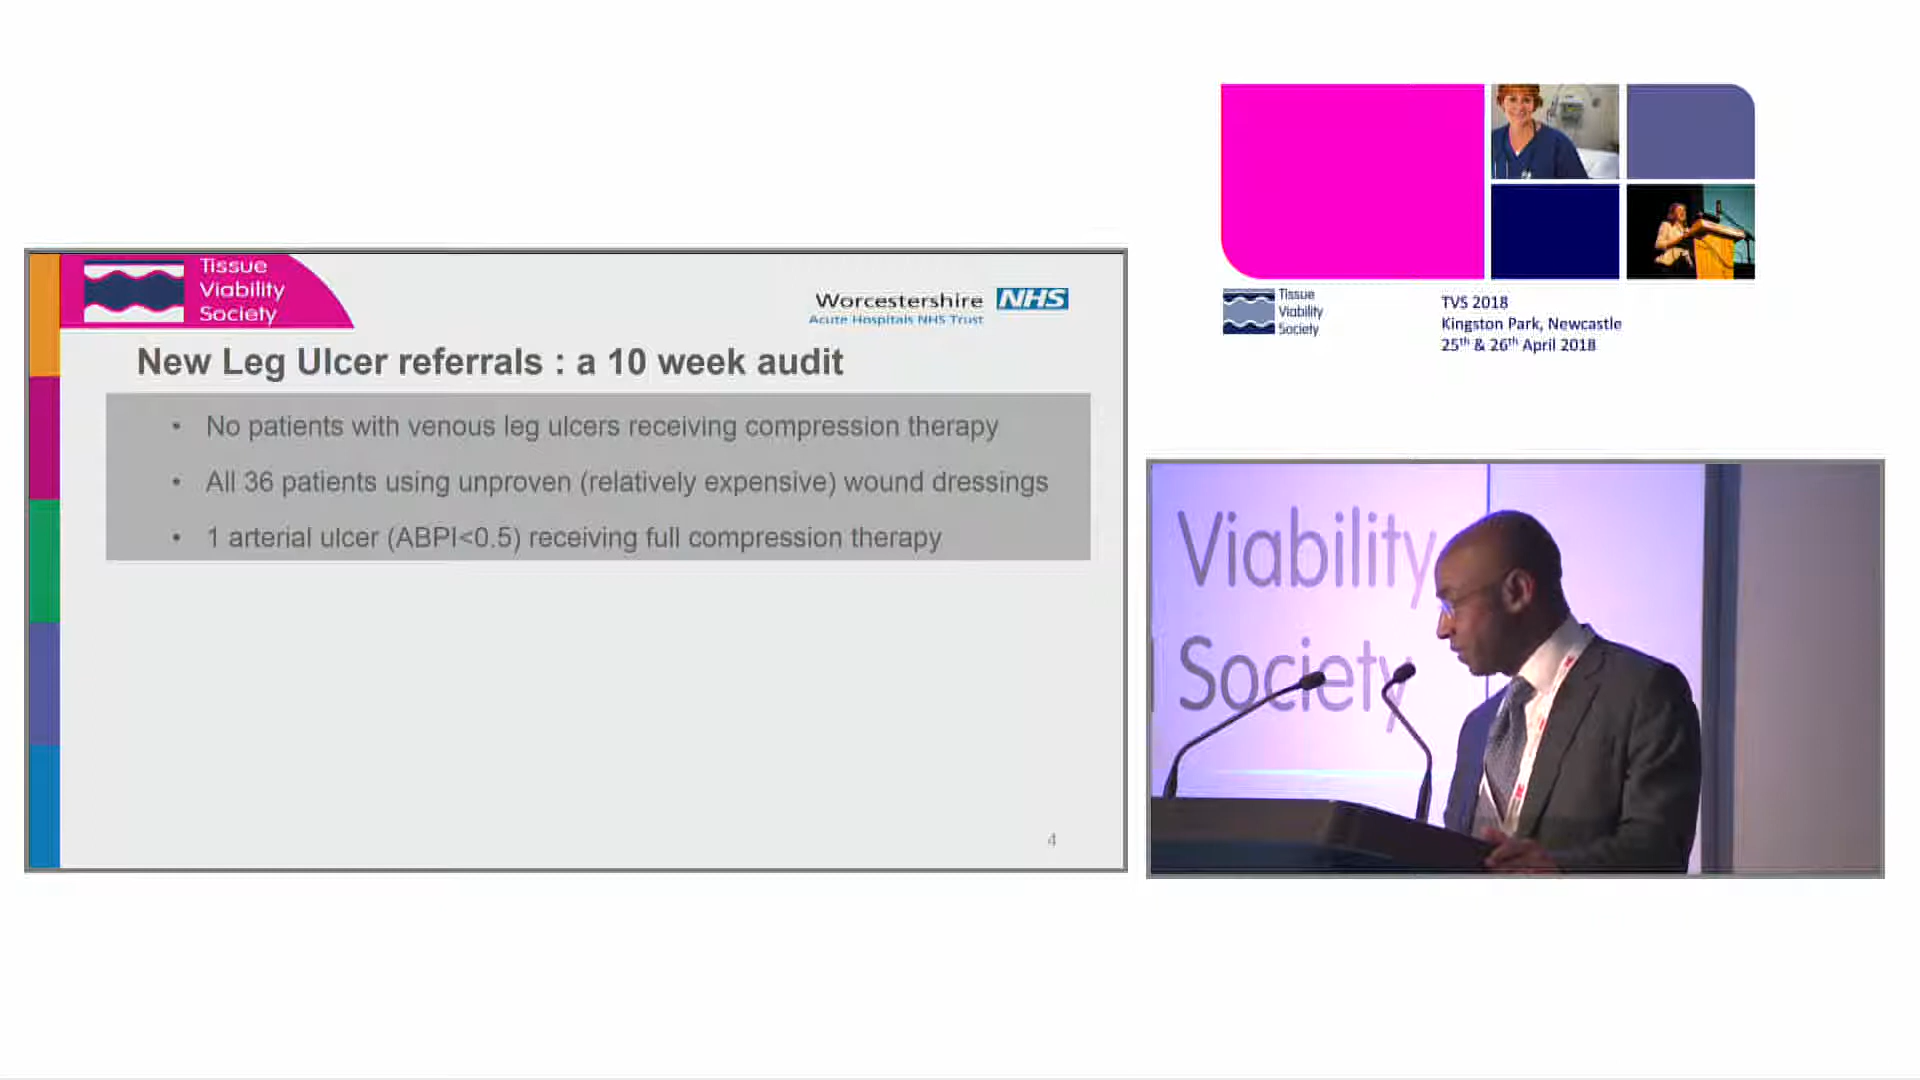 Tissue
Viability
Society
Worcestershire NHS
Acute Hospitals NHS Trust
New Leg Ulcer referrals : a 10 week audit
• No patients with venous leg ulcers receiving compression therapy
• All 36 patients using unproven (relatively expensive) wound dressings
• 1 arterial ulcer (ABPI<0.5) receiving full compression therapy
4
Tissue
Viability
Society
TVS 2018
Kingston Park, Newcastle
25th & 26th April 2018
Viability
Society